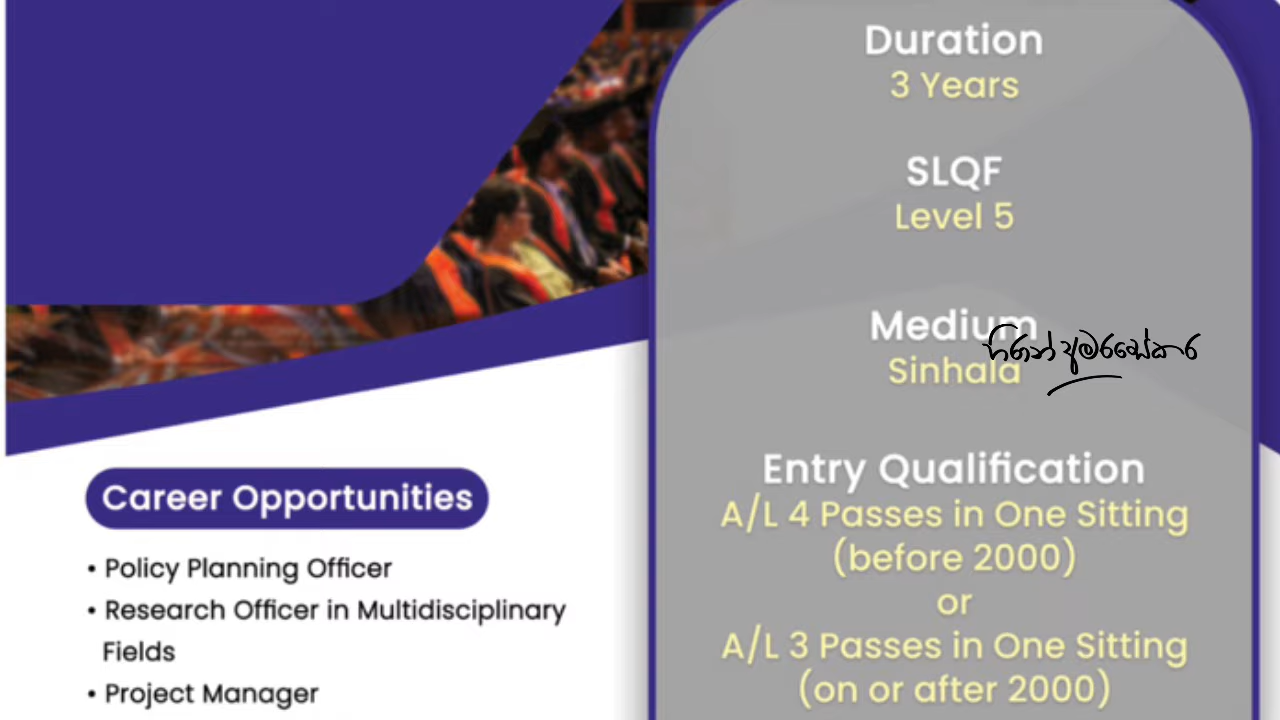 Duration
3 Years
SLQF
Level 5
Medium
Sinhala
හිරාන් අමරසේකර
Entry Qualification
A/L 4 Passes in One Sitting
(before 2000)
or
A/L 3 Passes in One Sitting
(on or after 2000)
Career Opportunities
• Policy Planning Officer
• Research Officer in Multidisciplinary
Fields
• Project Manager